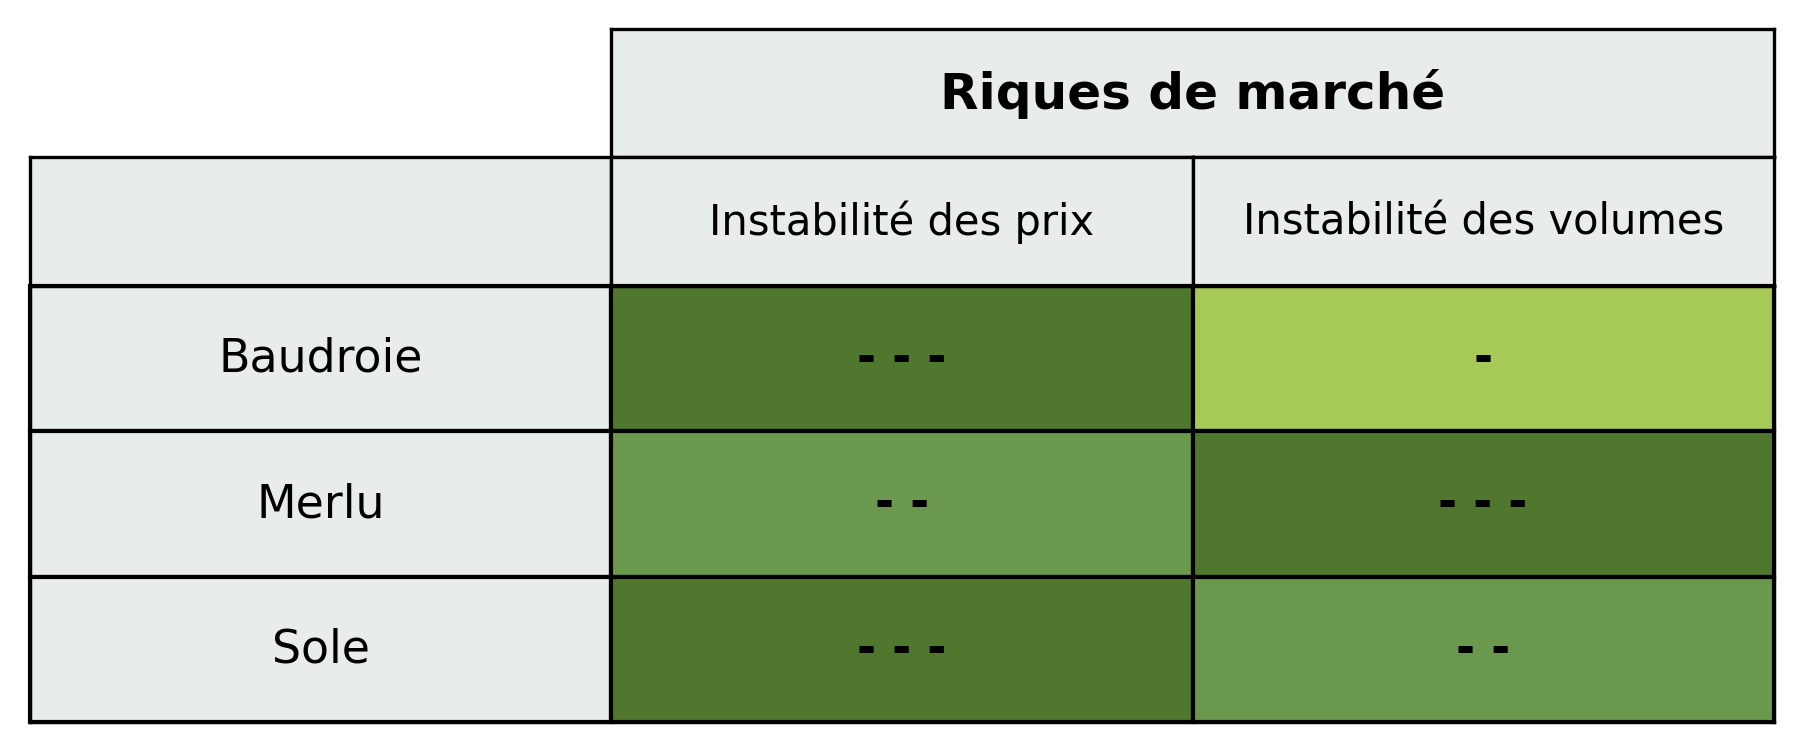 Riques de marché
Instabilité des prix Instabilité des volumes
Baudroie - - - -
Merlu - - - - -
Sole - - - - -